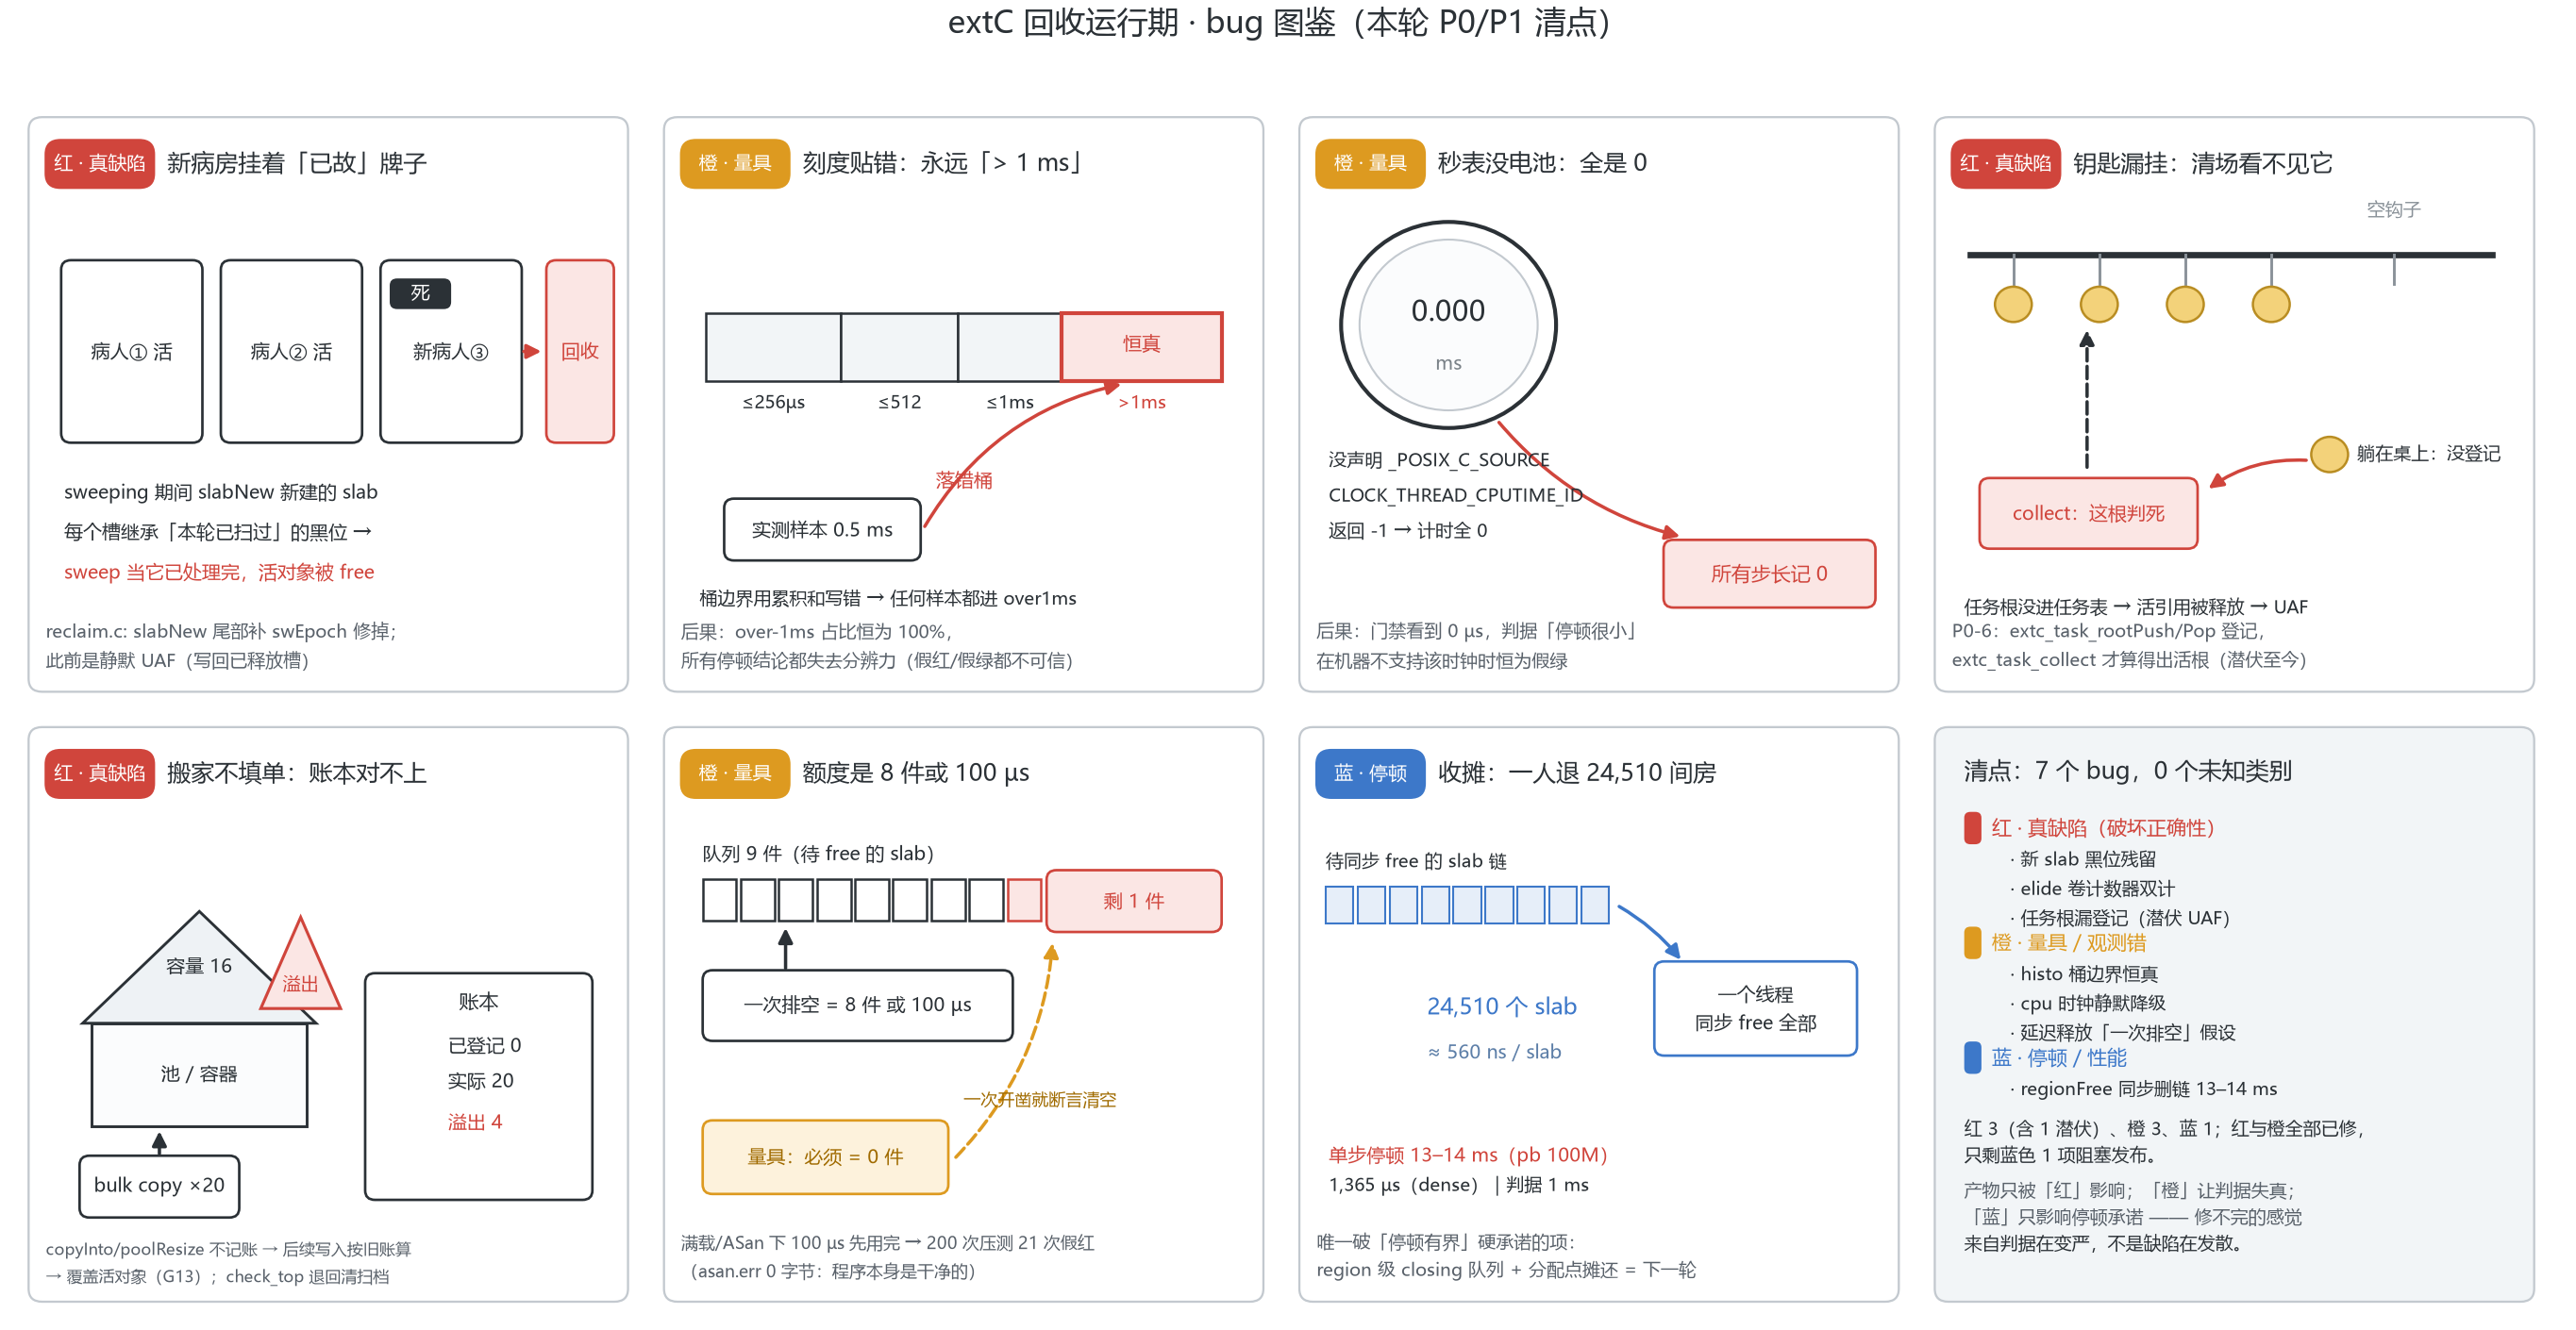 extC 回收运行期 · bug 图鉴（本轮 P0/P1 清点）
红 · 真缺陷
新病房挂着「已故」牌子
病人① 活
病人② 活
死
新病人③
回收
sweeping 期间 slabNew 新建的 slab
每个槽继承「本轮已扫过」的黑位 →
sweep 当它已处理完，活对象被 free
reclaim.c: slabNew 尾部补 swEpoch 修掉；
此前是静默 UAF（写回已释放槽）
橙 · 量具
刻度贴错：永远「> 1 ms」
恒真
≤256µs
≤512
≤1ms
>1ms
落错桶
实测样本 0.5 ms
桶边界用累积和写错 → 任何样本都进 over1ms
后果：over-1ms 占比恒为 100%，
所有停顿结论都失去分辨力（假红/假绿都不可信）
橙 · 量具
秒表没电池：全是 0
0.000
ms
没声明 _POSIX_C_SOURCE
CLOCK_THREAD_CPUTIME_ID
返回 -1 → 计时全 0
所有步长记 0
后果：门禁看到 0 µs，判据「停顿很小」
在机器不支持该时钟时恒为假绿
红 · 真缺陷
钥匙漏挂：清场看不见它
空钩子
躺在桌上：没登记
collect：这根判死
任务根没进任务表 → 活引用被释放 → UAF
P0-6：extc_task_rootPush/Pop 登记，
extc_task_collect 才算得出活根（潜伏至今）
红 · 真缺陷
搬家不填单：账本对不上
容量 16
溢出
池 / 容器
bulk copy ×20
账本
已登记 0
实际 20
溢出 4
copyInto/poolResize 不记账 → 后续写入按旧账算
→ 覆盖活对象（G13）；check_top 退回清扫档
橙 · 量具
额度是 8 件或 100 µs
队列 9 件（待 free 的 slab）
剩 1 件
一次排空 = 8 件 或 100 µs
一次开凿就断言清空
量具：必须 = 0 件
满载/ASan 下 100 µs 先用完 → 200 次压测 21 次假红
（asan.err 0 字节：程序本身是干净的）
蓝 · 停顿
收摊：一人退 24,510 间房
待同步 free 的 slab 链
24,510 个 slab
≈ 560 ns / slab
一个线程
同步 free 全部
单步停顿 13–14 ms（pb 100M）
1,365 µs（dense）| 判据 1 ms
唯一破「停顿有界」硬承诺的项：
region 级 closing 队列 + 分配点摊还 = 下一轮
清点：7 个 bug，0 个未知类别
红 · 真缺陷（破坏正确性）
· 新 slab 黑位残留
· elide 卷计数器双计
· 任务根漏登记（潜伏 UAF）
橙 · 量具 / 观测错
· histo 桶边界恒真
· cpu 时钟静默降级
· 延迟释放「一次排空」假设
蓝 · 停顿 / 性能
· regionFree 同步删链 13–14 ms
红 3（含 1 潜伏）、橙 3、蓝 1；红与橙全部已修，
只剩蓝色 1 项阻塞发布。
产物只被「红」影响；「橙」让判据失真；
「蓝」只影响停顿承诺 —— 修不完的感觉
来自判据在变严，不是缺陷在发散。